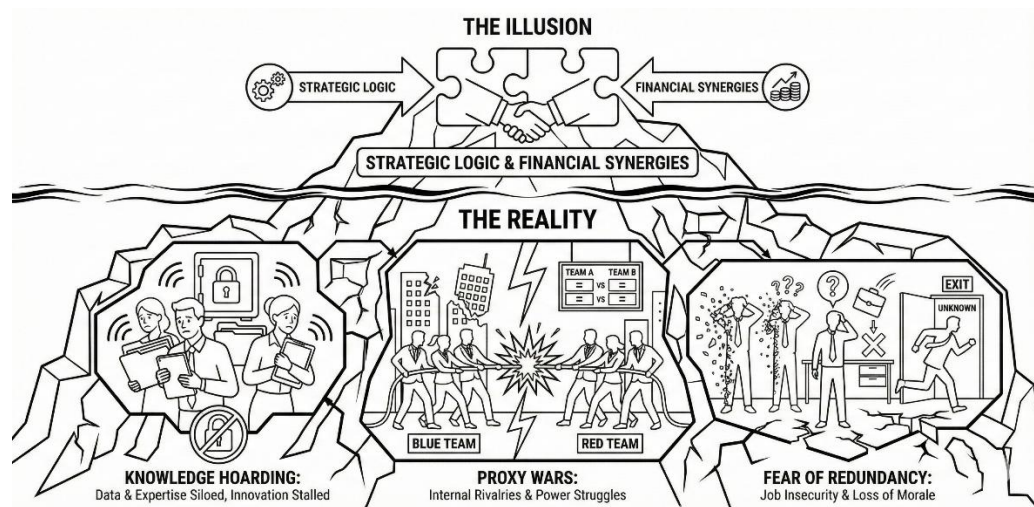 THE ILLUSION
STRATEGIC LOGIC
FINANCIAL SYNERGIES
STRATEGIC LOGIC & FINANCIAL SYNERGIES
THE REALITY
TEAM A TEAM B
VS
VS
EXIT
UNKNOWN
???
?
BLUE TEAM
RED TEAM
KNOWLEDGE HOARDING:
Data & Expertise Siloed, Innovation Stalled
PROXY WARS:
Internal Rivalries & Power Struggles
FEAR OF REDUNDANCY:
Job Insecurity & Loss of Morale